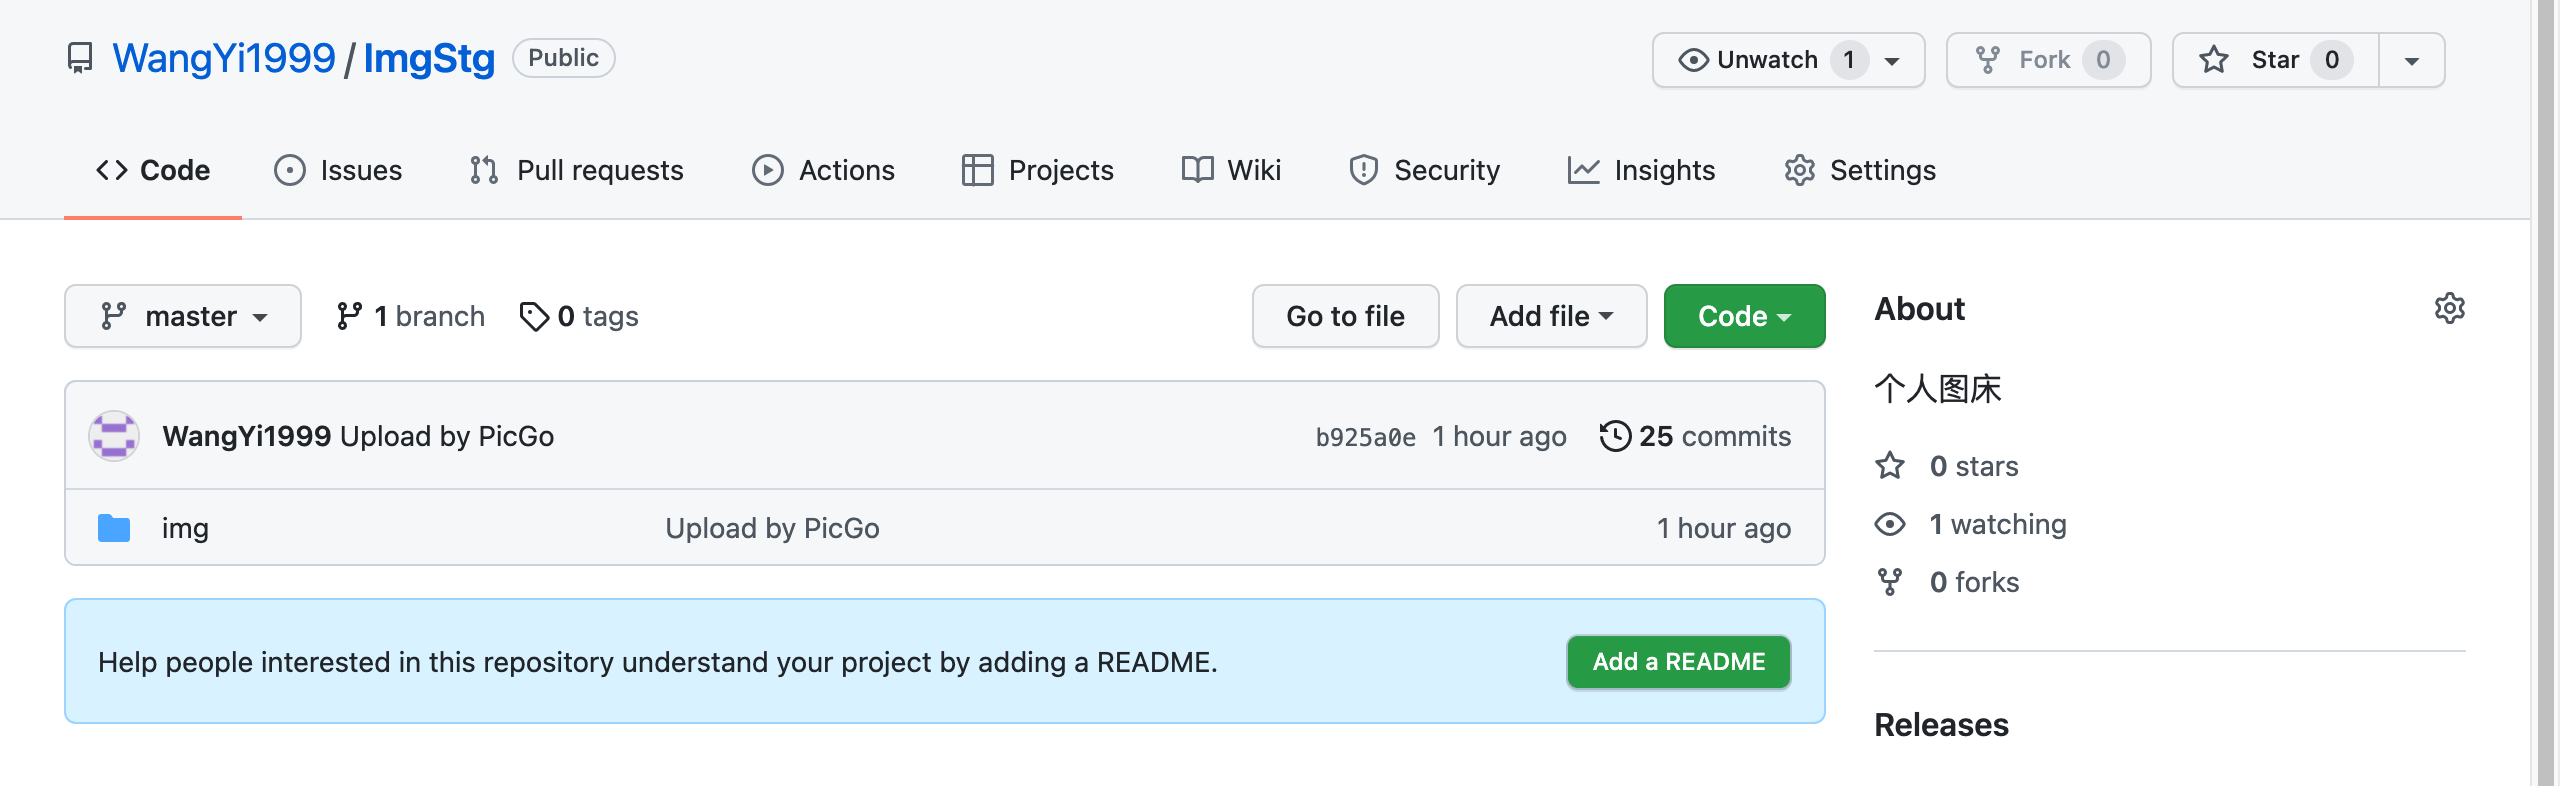 WangYi1999 / ImgStg Public
Unwatch 1
Fork 0
Star 0
Code
Issues
Pull requests
Actions
Projects
Wiki
Security
Insights
Settings
master
1 branch
0 tags
Go to file
Add file
Code
WangYi1999 Upload by PicGo
b925a0e 1 hour ago
25 commits
img
Upload by PicGo
1 hour ago
Help people interested in this repository understand your project by adding a README.
Add a README
About
个人图床
0 stars
1 watching
0 forks
Releases